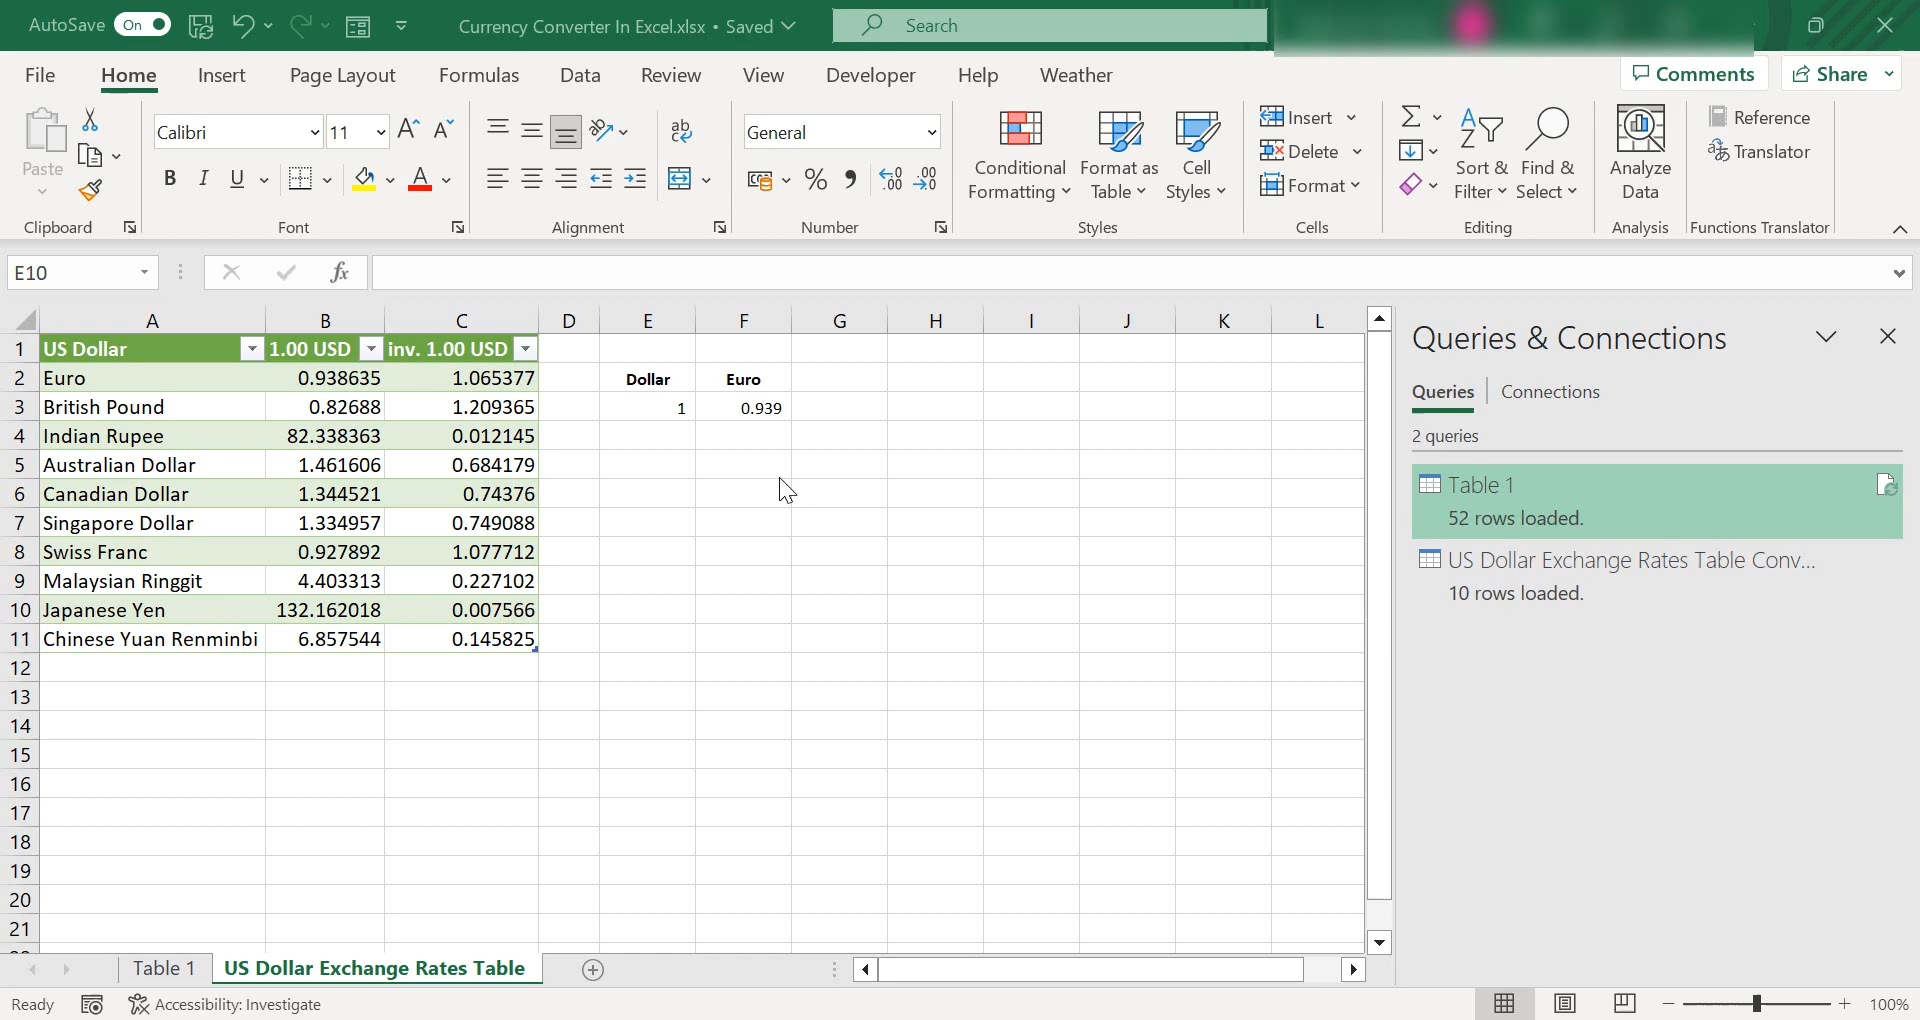 AutoSave On Currency Converter In Excel.xlsx • Saved Search
File Home Insert Page Layout Formulas Data Review View Developer Help Weather Comments Share
Paste
Clipboard
Calibri 11
B I U A
Font
ab
Alignment
General
% 9 .00 .00
Number
Conditional Formatting
Format as Table
Cell Styles
Styles
Insert
Delete
Format
Cells
Sort & Filter
Find & Select
Editing
Analyze Data
Analysis
Reference
Translator
Functions Translator
E10 fx
A B C D E F G H I J K L
1 US Dollar 1.00 USD inv. 1.00 USD
2 Euro 0.938635 1.065377 Dollar Euro
3 British Pound 0.82688 1.209365 1 0.939
4 Indian Rupee 82.338363 0.012145
5 Australian Dollar 1.461606 0.684179
6 Canadian Dollar 1.344521 0.74376
7 Singapore Dollar 1.334957 0.749088
8 Swiss Franc 0.927892 1.077712
9 Malaysian Ringgit 4.403313 0.227102
10 Japanese Yen 132.162018 0.007566
11 Chinese Yuan Renminbi 6.857544 0.145825
12
13
14
15
16
17
18
19
20
21
Queries & Connections
Queries Connections
2 queries
Table 1
52 rows loaded.
US Dollar Exchange Rates Table Conv...
10 rows loaded.
Table 1 US Dollar Exchange Rates Table
Ready Accessibility: Investigate 100%